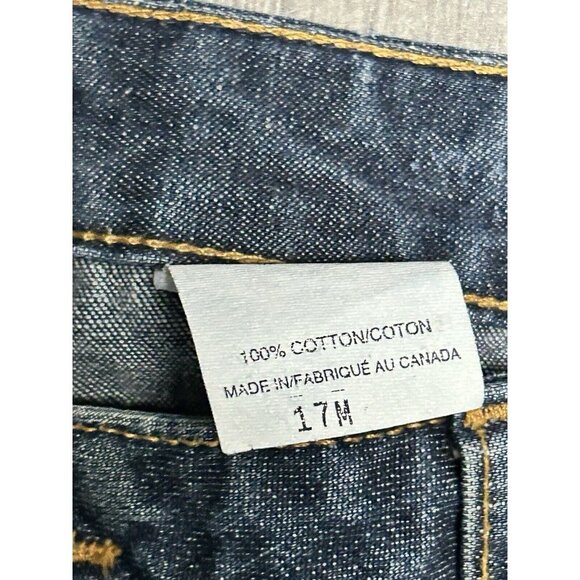 100% COTTON/COTON
MADE IN/FABRIQUÉ AU CANADA
17M